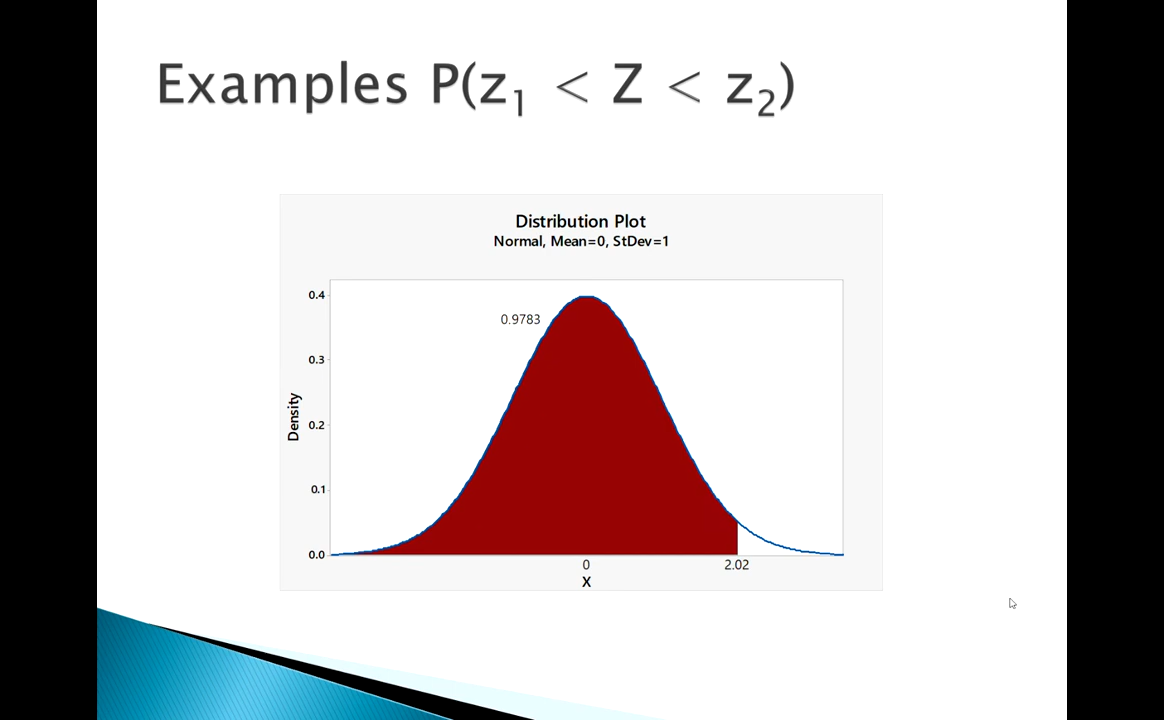 Examples P(z₁ < Z < z₂)
Distribution Plot
Normal, Mean=0, StDev=1
0.4
0.9783
0.3
Density
0.2
0.1
0.0
0
2.02
X